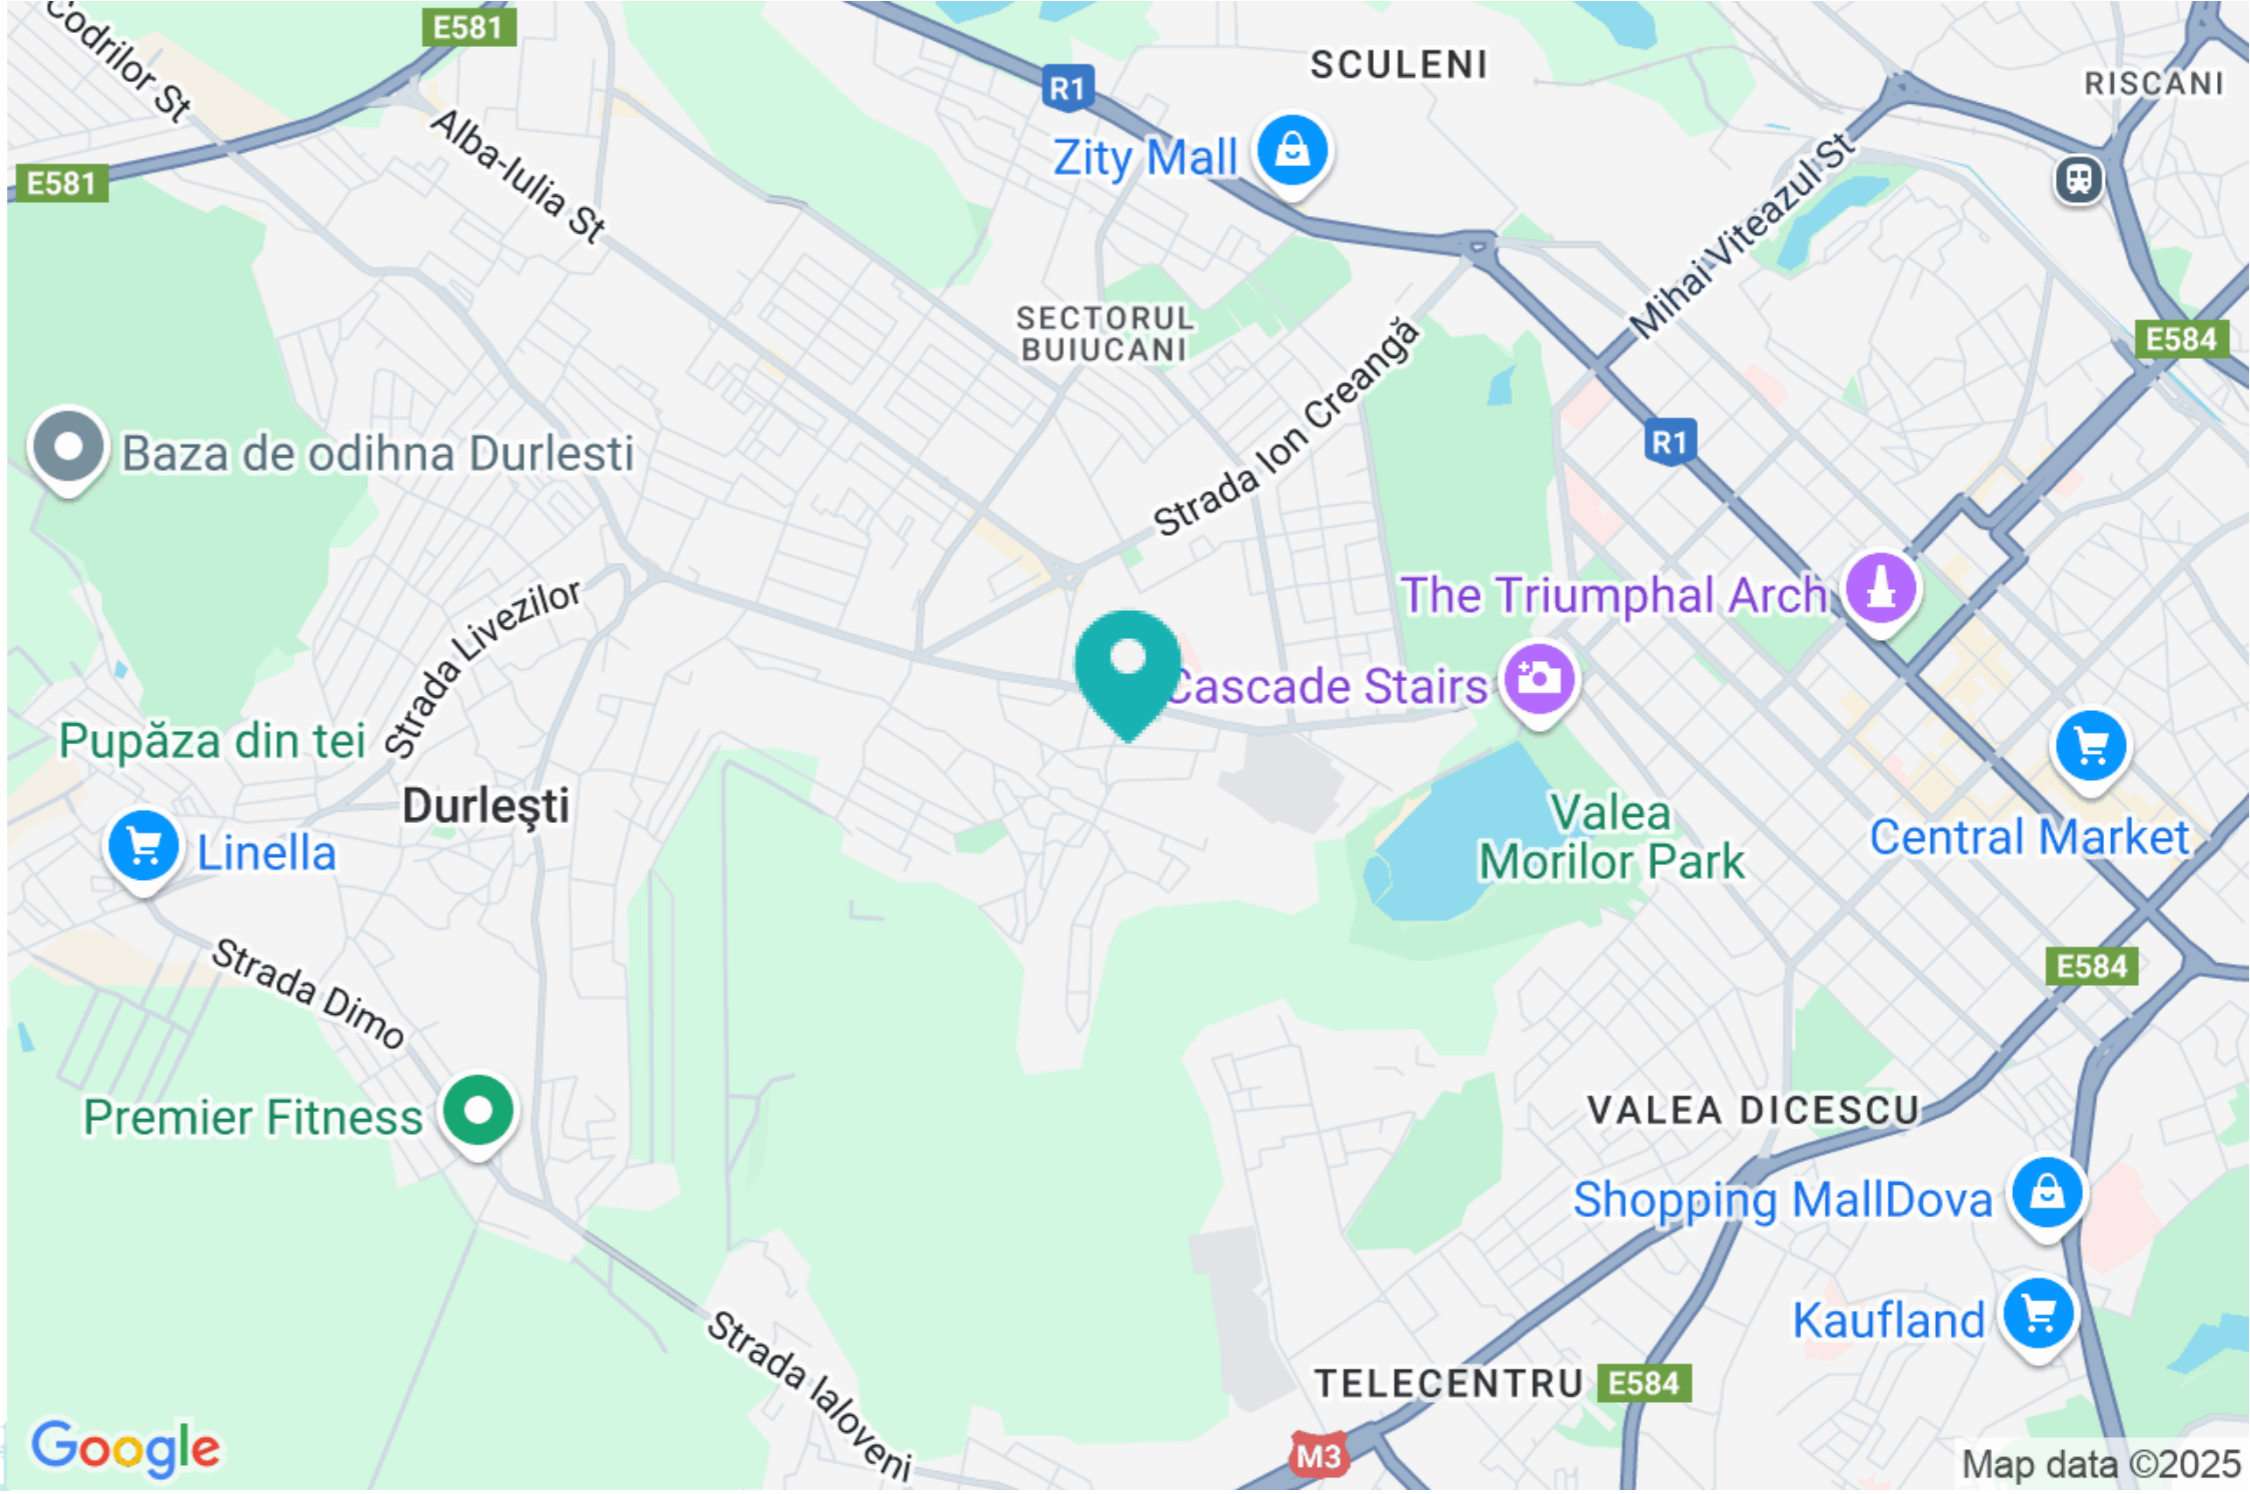 Codrilor St
E581
SCULENI
RISCANI
R1
Alba-Iulia St
Zity Mall
Mihai Viteazul St
E581
SECTORUL
BUIUCANI
E584
Strada Ion Creangă
R1
Baza de odihna Durlesti
Strada Livezilor
The Triumphal Arch
Cascade Stairs
Pupăza din tei
Durleşti
Linella
Valea
Morilor Park
Central Market
Strada Dimo
E584
Premier Fitness
VALEA DICESCU
Shopping MallDova
Kaufland
Strada Ialoveni
TELECENTRU
E584
M3
Google
Map data ©2025